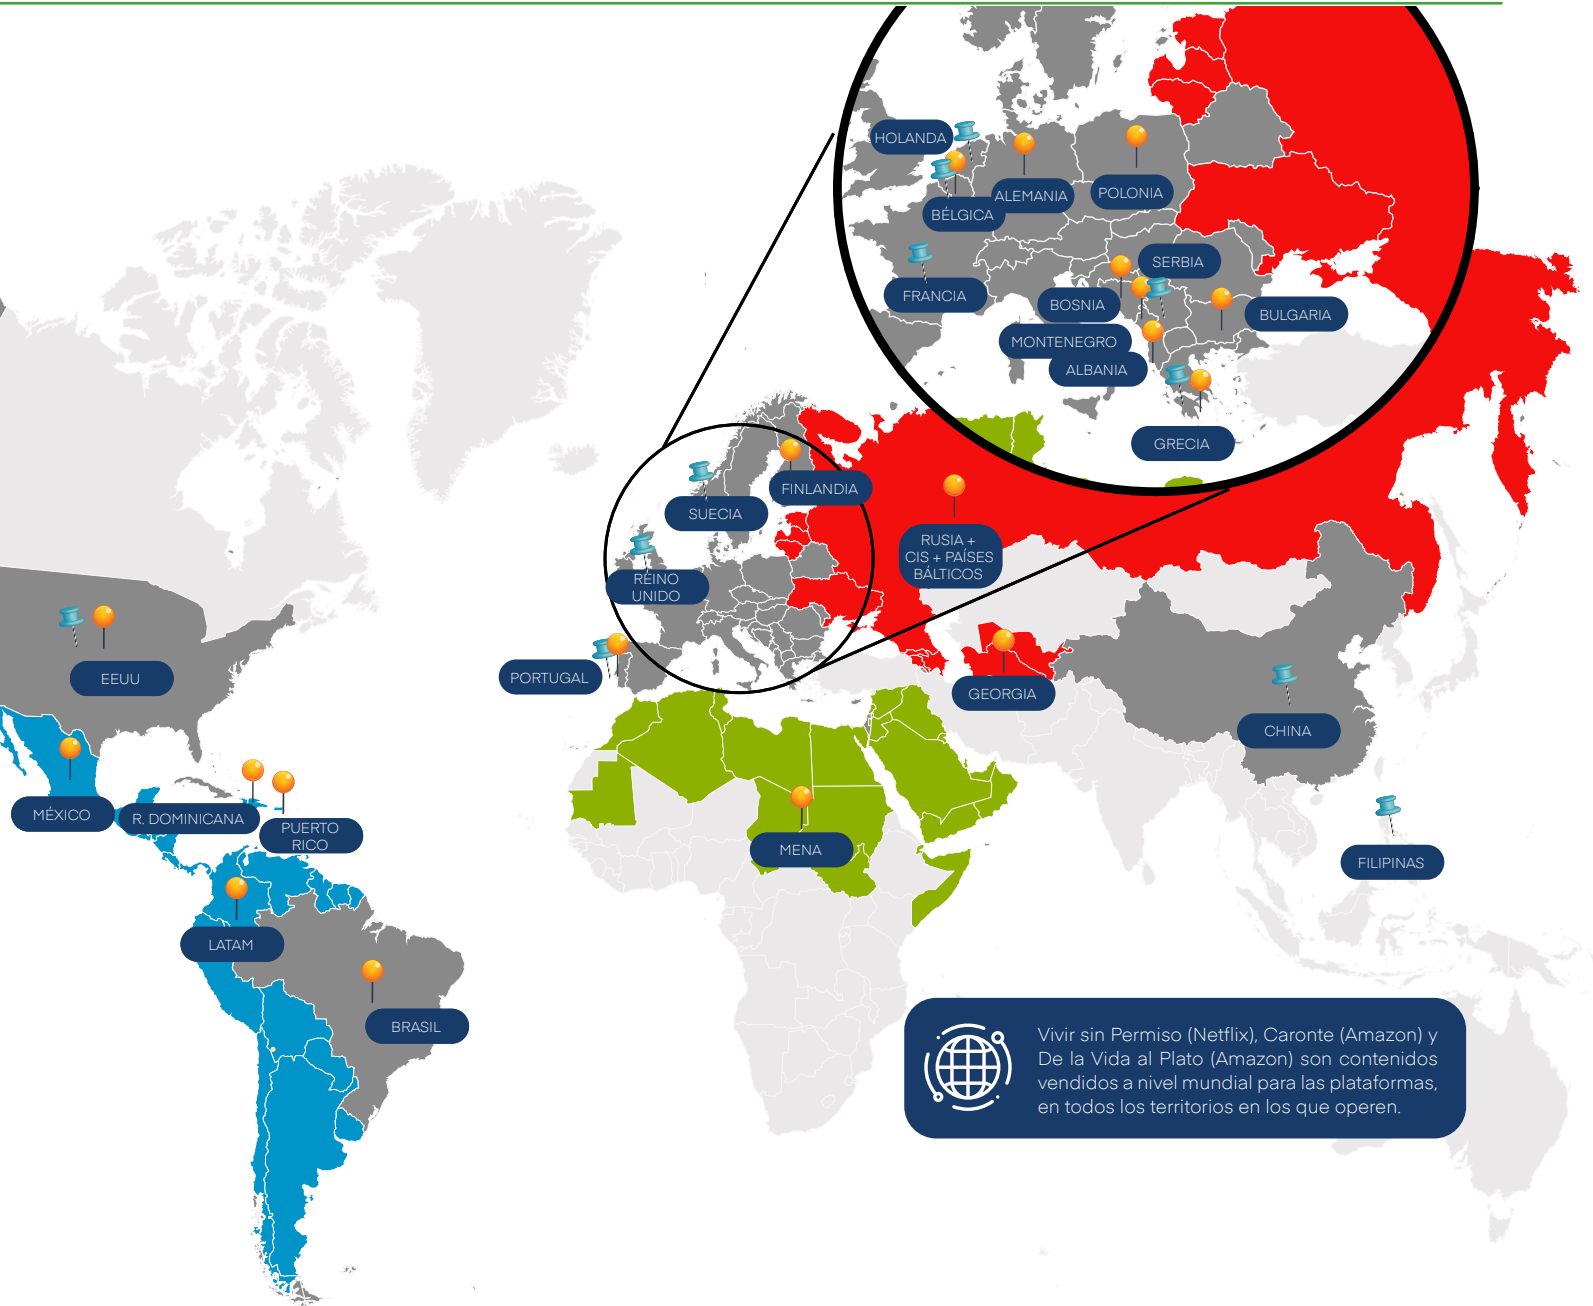 HOLANDA
ALEMANIA
POLONIA
BÉLGICA
SERBIA
FRANCIA
BOSNIA
BULGARIA
MONTENEGRO
ALBANIA
GRECIA
FINLANDIA
SUECIA
RUSIA +
CIS + PAÍSES
BÁLTICOS
REINO
UNIDO
EEUU
PORTUGAL
GEORGIA
CHINA
MÉXICO
R. DOMINICANA
PUERTO
RICO
MENA
FILIPINAS
LATAM
BRASIL
Vivir sin Permiso (Netflix), Caronte (Amazon) y
De la Vida al Plato (Amazon) son contenidos
vendidos a nivel mundial para las plataformas,
en todos los territorios en los que operen.